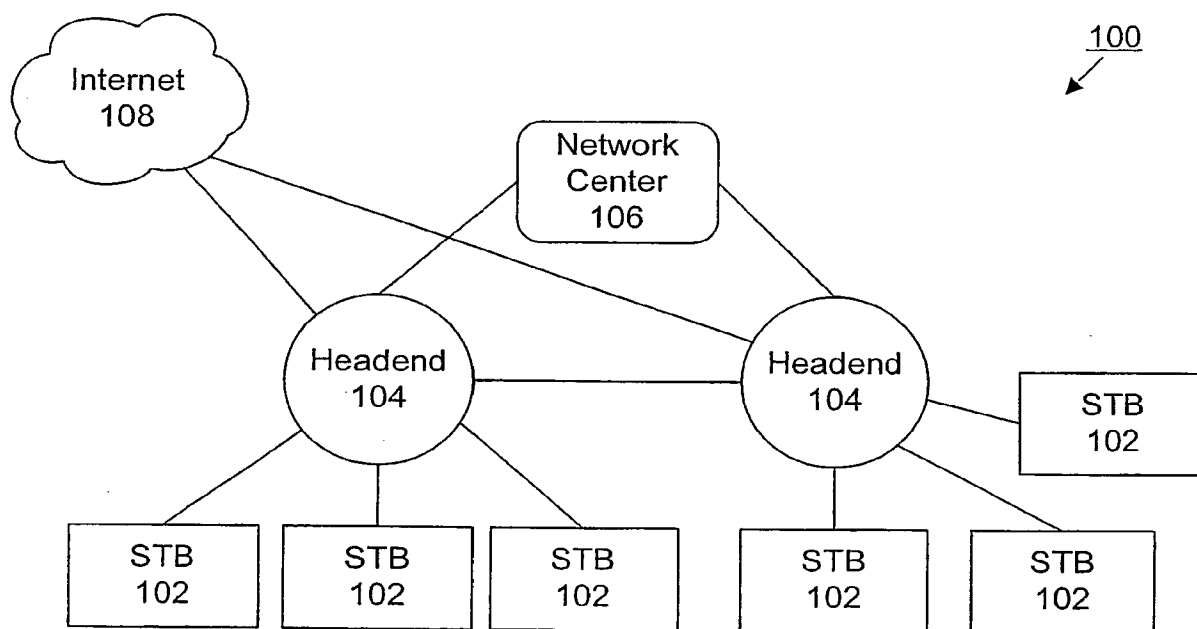 100
Internet
108
Network
Center
106
Headend
104
Headend
104
STB
102
STB
102
STB
102
STB
102
STB
102
STB
102